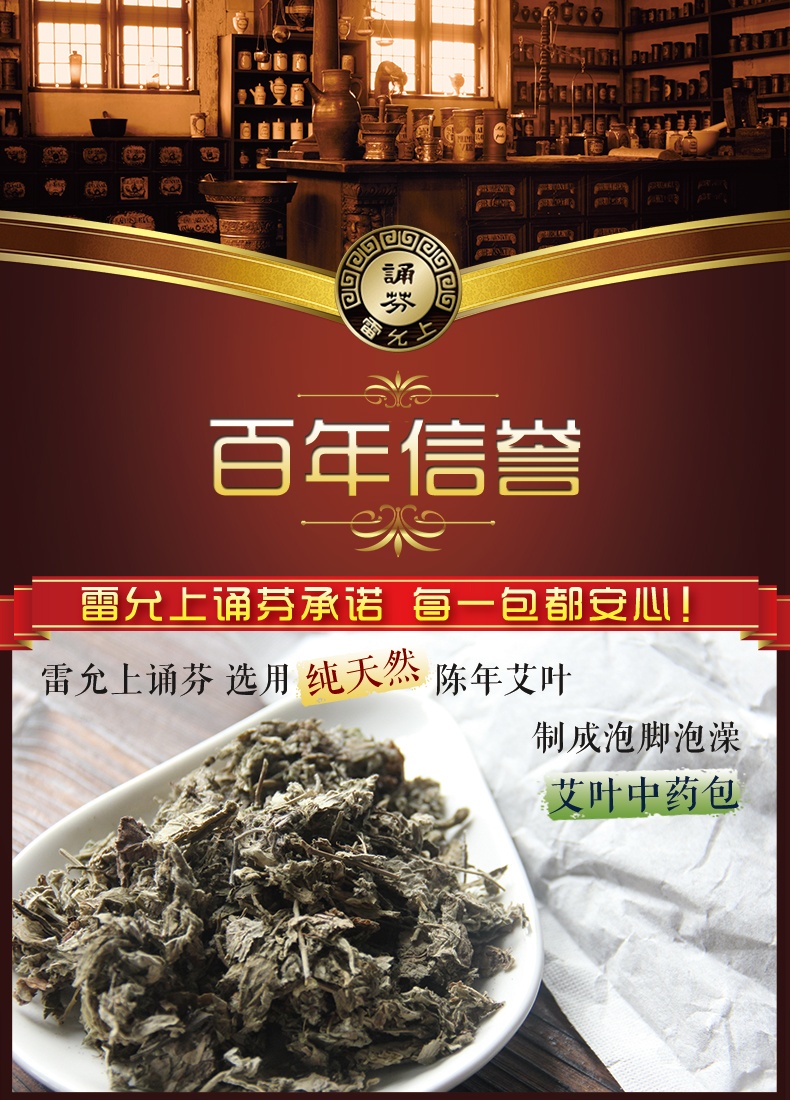 誦芬
雷允上
百年信誉
雷允上诵芬承诺 每一包都安心！
雷允上诵芬 选用 纯天然 陈年艾叶
制成泡脚泡澡
艾叶中药包